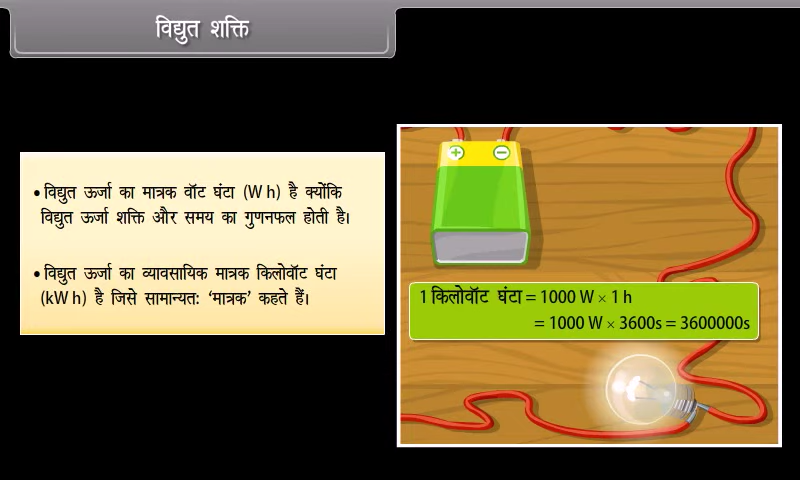 विद्युत शक्ति
• विद्युत ऊर्जा का मात्रक वॉट घंटा (W h) है क्योंकि
विद्युत ऊर्जा शक्ति और समय का गुणनफल होती है।
• विद्युत ऊर्जा का व्यावसायिक मात्रक किलोवॉट घंटा
(kW h) है जिसे सामान्यत: ‘मात्रक’ कहते हैं।
+ −
1 किलोवॉट घंटा = 1000 W × 1 h
= 1000 W × 3600s = 3600000s